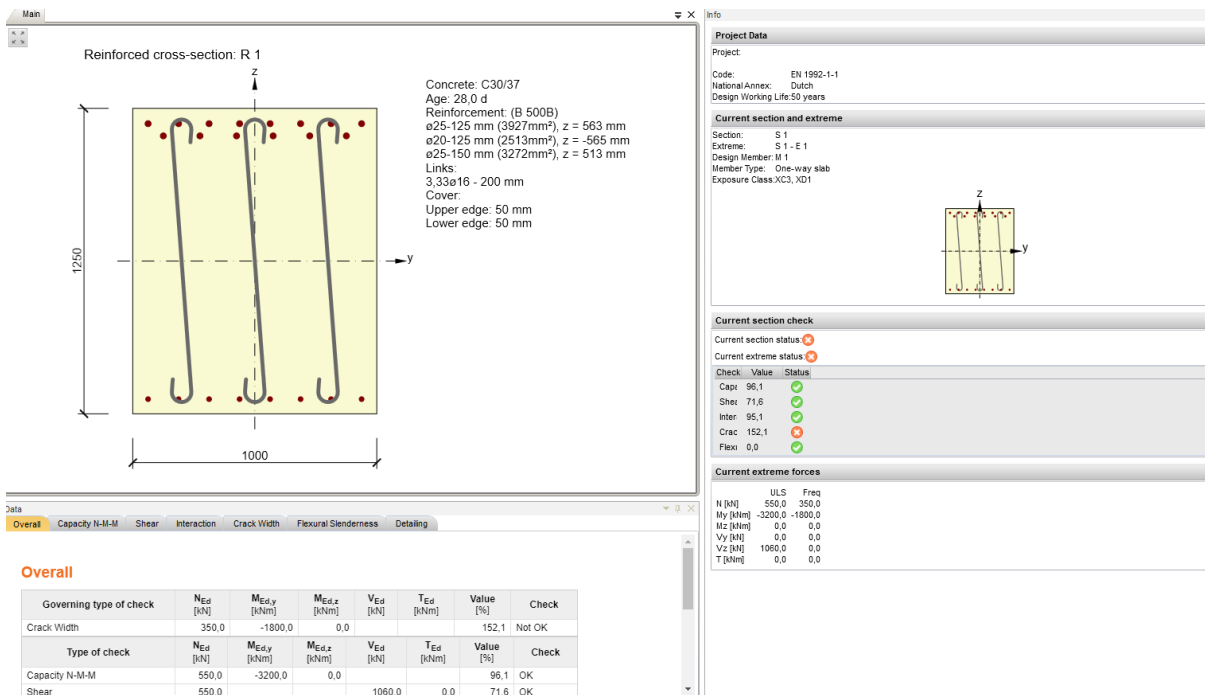 Main
Reinforced cross-section: R 1
z
Concrete: C30/37
Age: 28,0 d
Reinforcement: (B 500B)
ø25-125 mm (3927mm²), z = 563 mm
ø20-125 mm (2513mm²), z = -565 mm
ø25-150 mm (3272mm²), z = 513 mm
Links:
3,33ø16 - 200 mm
Cover:
Upper edge: 50 mm
Lower edge: 50 mm
y
1250
1000
Data
Overall Capacity N-M-M Shear Interaction Crack Width Flexural Slenderness Detailing
Overall
Governing type of check NEd [kN] MEd,y [kNm] MEd,z [kNm] VEd [kN] TEd [kNm] Value [%] Check
Crack Width 350,0 -1800,0 0,0 152,1 Not OK
Type of check NEd [kN] MEd,y [kNm] MEd,z [kNm] VEd [kN] TEd [kNm] Value [%] Check
Capacity N-M-M 550,0 -3200,0 0,0 96,1 OK
Shear 550,0 1060,0 0,0 71,6 OK
Info
Project Data
Project:
Code: EN 1992-1-1
National Annex: Dutch
Design Working Life:50 years
Current section and extreme
Section: S 1
Extreme: S 1 - E 1
Design Member: M 1
Member Type: One-way slab
Exposure Class:XC3, XD1
z
y
Current section check
Current section status:
Current extreme status:
Check Value Status
Capa 96,1
Shea 71,6
Inter 95,1
Crac 152,1
Flexu 0,0
Current extreme forces
ULS Freq
N [kN] 550,0 350,0
My [kNm] -3200,0 -1800,0
Mz [kNm] 0,0 0,0
Vy [kN] 0,0 0,0
Vz [kN] 1060,0 0,0
T [kNm] 0,0 0,0